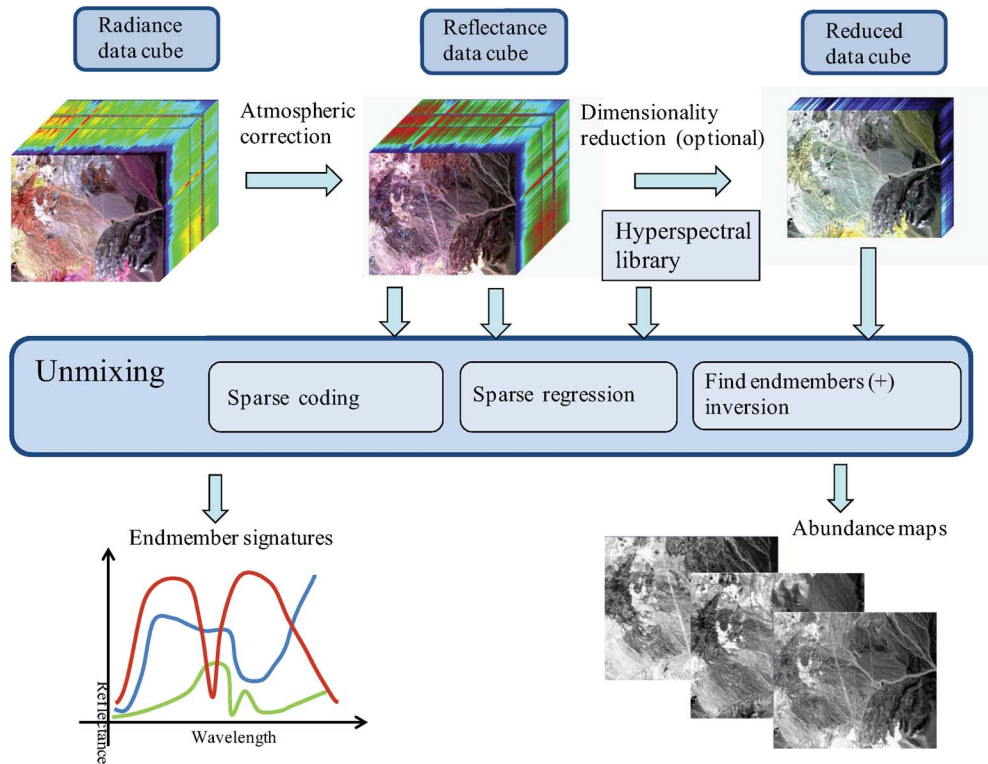 Radiance
data cube
Reflectance
data cube
Reduced
data cube
Atmospheric
correction
Dimensionality
reduction (optional)
Hyperspectral
library
Unmixing
Sparse coding
Sparse regression
Find endmembers (+)
inversion
Endmember signatures
Abundance maps
Reflectance
Wavelength